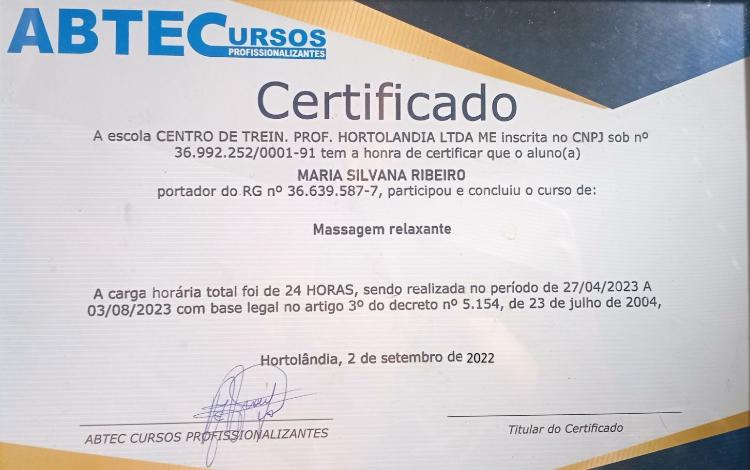 ABTECURSOS
PROFISSIONALIZANTES
Certificado
A escola CENTRO DE TREIN. PROF. HORTOLANDIA LTDA ME inscrita no CNPJ sob nº
36.992.252/0001-91 tem a honra de certificar que o aluno(a)
MARIA SILVANA RIBEIRO
portador do RG nº 36.639.587-7, participou e concluiu o curso de:
Massagem relaxante
A carga horária total foi de 24 HORAS, sendo realizada no período de 27/04/2023 A
03/08/2023 com base legal no artigo 3º do decreto nº 5.154, de 23 de julho de 2004,
Hortolândia, 2 de setembro de 2022
ABTEC CURSOS PROFISSIONALIZANTES
Titular do Certificado